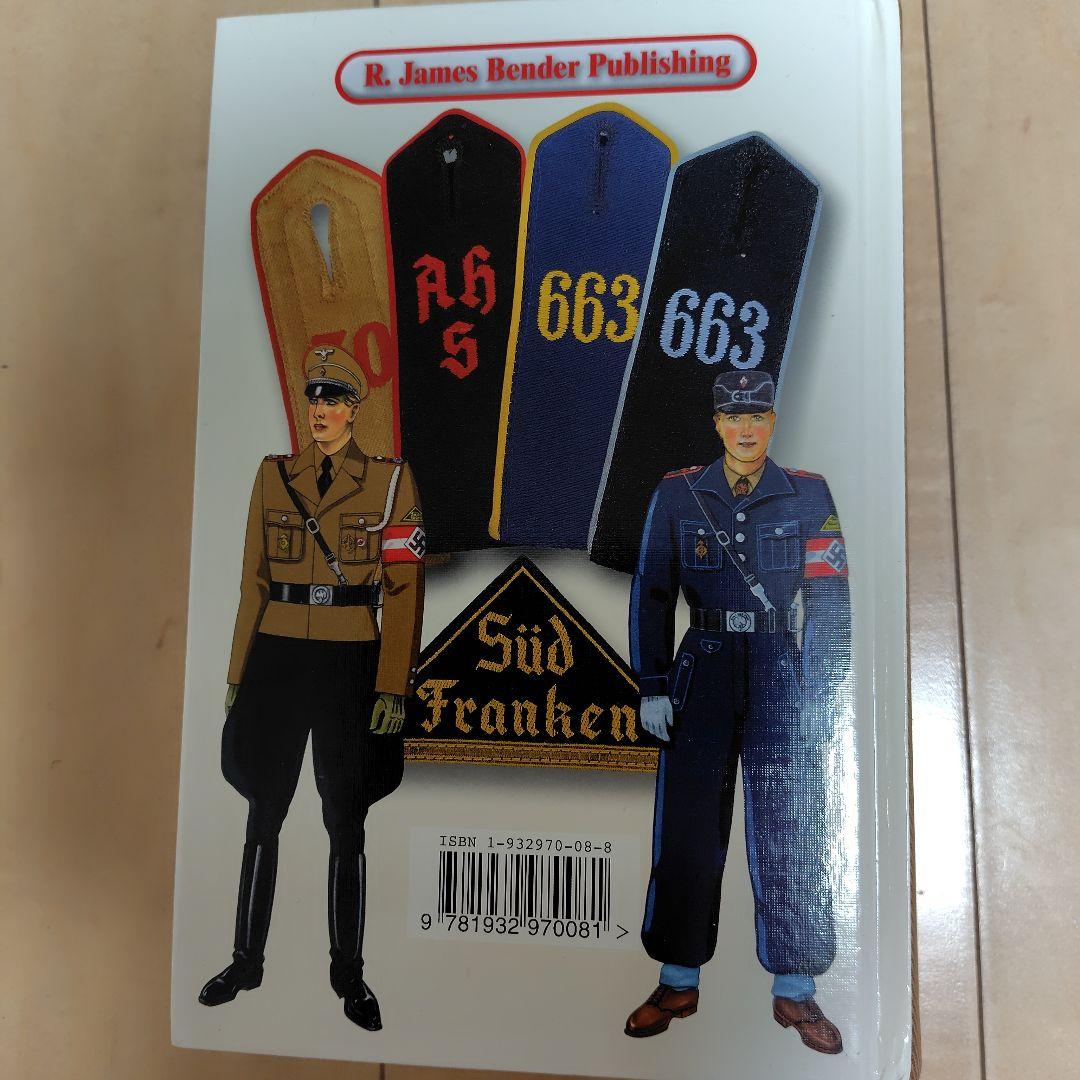 R. James Bender Publishing
AH
S
663
663
Süd
Franken
ISBN 1-932970-08-8
9 781932 970081 >